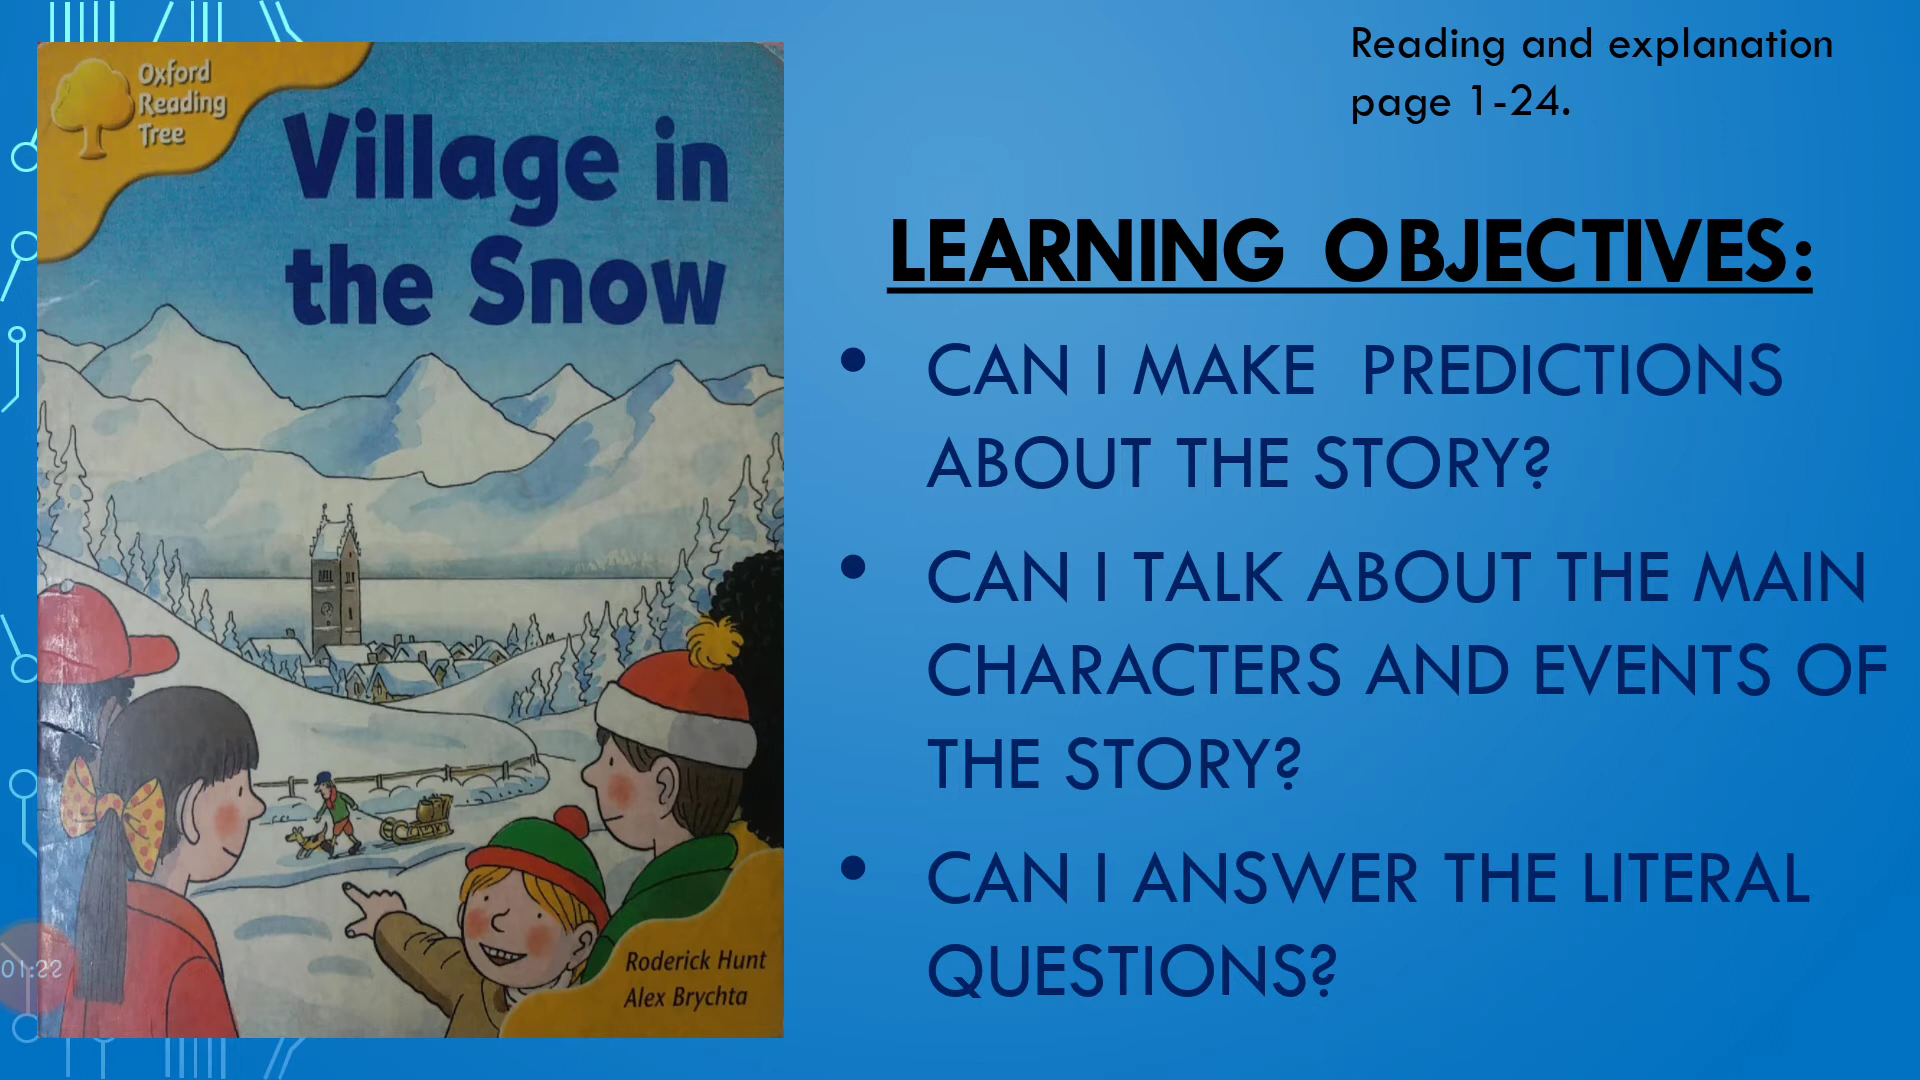 Oxford
Reading
Tree
Village in
the Snow
Roderick Hunt
Alex Brychta
01:22
Reading and explanation
page 1-24.
LEARNING OBJECTIVES:
• CAN I MAKE PREDICTIONS
ABOUT THE STORY?
• CAN I TALK ABOUT THE MAIN
CHARACTERS AND EVENTS OF
THE STORY?
• CAN I ANSWER THE LITERAL
QUESTIONS?